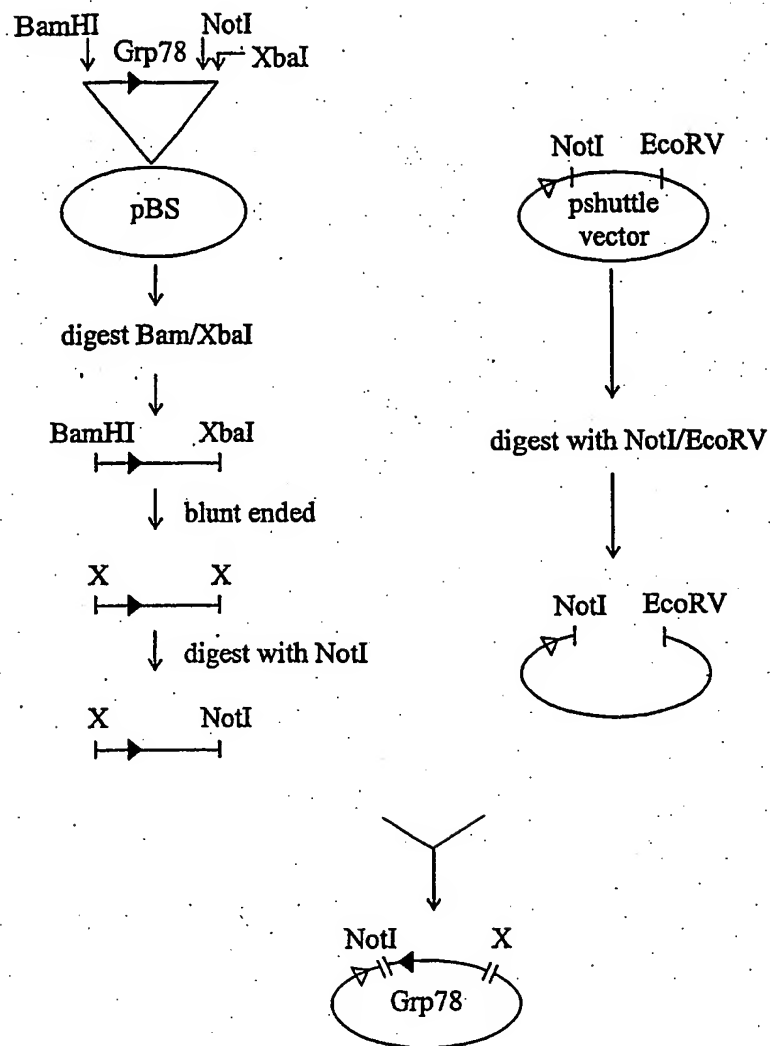 BamHI
NotI
Grp78
XbaI
pBS
digest Bam/XbaI
BamHI XbaI
blunt ended
X X
digest with NotI
X NotI
NotI EcoRV
pshuttle
vector
digest with NotI/EcoRV
NotI EcoRV
NotI X
Grp78